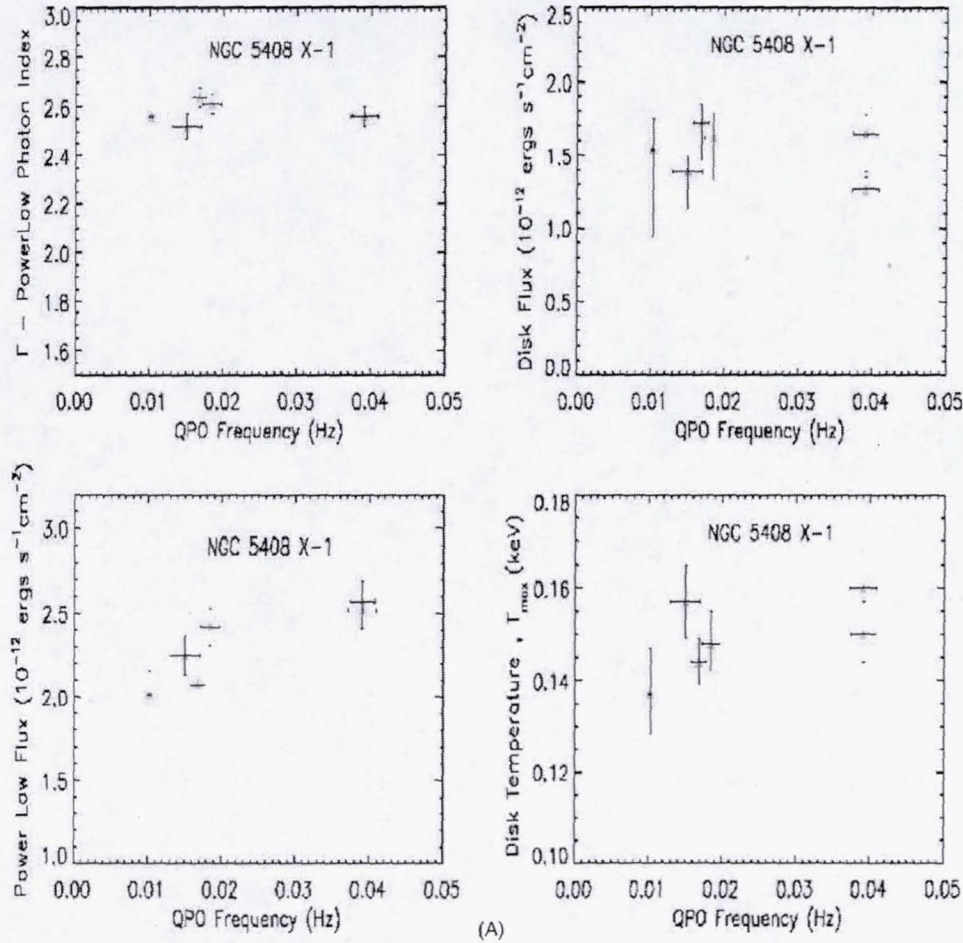 3.0
2.8
2.6
2.4
2.2
2.0
1.8
1.6
Γ — PowerLaw Photon Index
NGC 5408 X-1
0.00 0.01 0.02 0.03 0.04 0.05
QPO Frequency (Hz)
2.5
2.0
1.5
1.0
0.5
0.0
Disk Flux (10⁻¹² ergs s⁻¹cm⁻²)
NGC 5408 X-1
0.00 0.01 0.02 0.03 0.04 0.05
QPO Frequency (Hz)
3.0
2.5
2.0
1.5
1.0
Power Law Flux (10⁻¹² ergs s⁻¹cm⁻²)
NGC 5408 X-1
0.00 0.01 0.02 0.03 0.04 0.05
QPO Frequency (Hz)
0.18
0.16
0.14
0.12
0.10
Disk Temperature , T_max (keV)
NGC 5408 X-1
0.00 0.01 0.02 0.03 0.04 0.05
QPO Frequency (Hz)
(A)